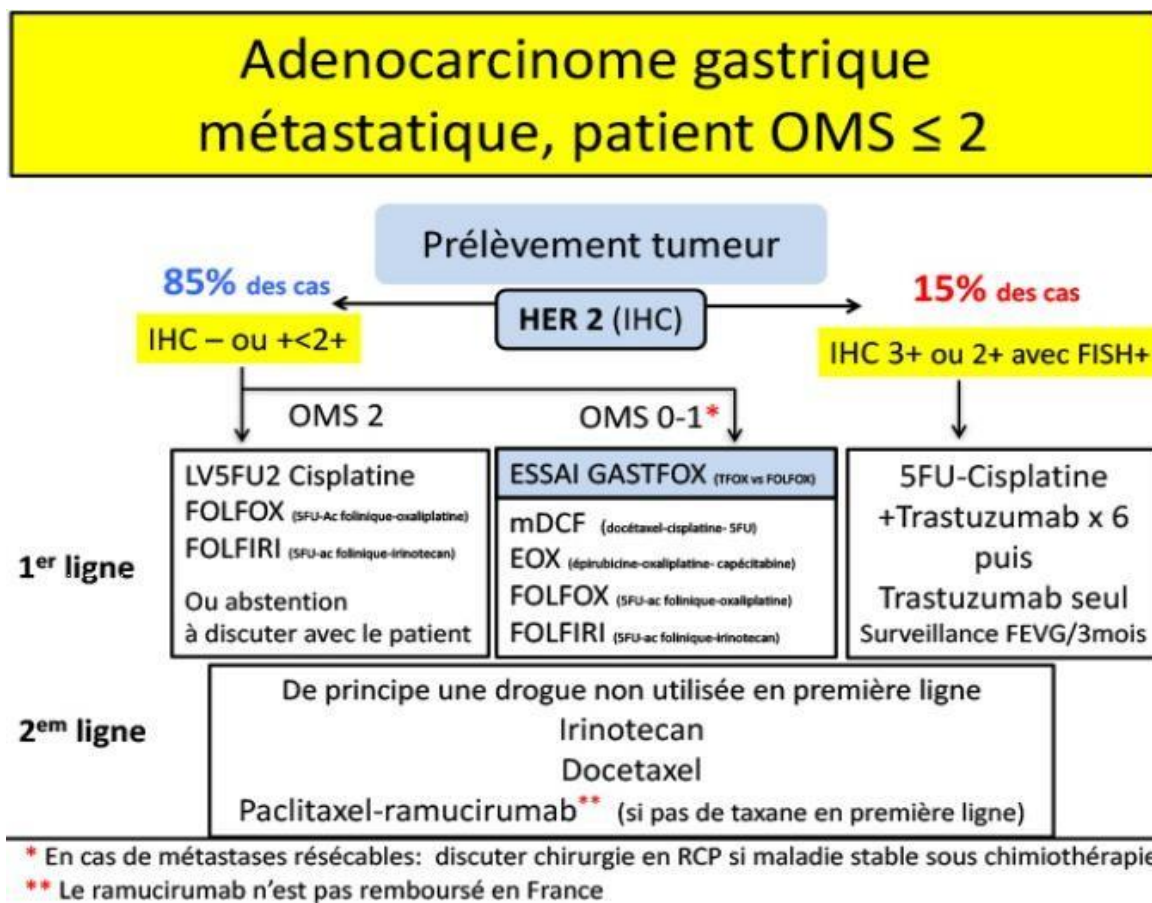 Adenocarcinome gastrique
métastatique, patient OMS ≤ 2
Prélèvement tumeur
85% des cas
15% des cas
HER 2 (IHC)
IHC – ou +<2+
IHC 3+ ou 2+ avec FISH+
OMS 2
OMS 0-1*
1er ligne
LV5FU2 Cisplatine
FOLFOX (5FU-Ac folinique-oxaliplatine)
FOLFIRI (5FU-ac folinique-irinotecan)
Ou abstention
à discuter avec le patient
ESSAI GASTFOX (TFOX vs FOLFOX)
mDCF (docétaxel-cisplatine- 5FU)
EOX (épirubicine-oxaliplatine- capécitabine)
FOLFOX (5FU-ac folinique-oxaliplatine)
FOLFIRI (5FU-ac folinique-irinotecan)
5FU-Cisplatine
+Trastuzumab x 6
puis
Trastuzumab seul
Surveillance FEVG/3mois
2em ligne
De principe une drogue non utilisée en première ligne
Irinotecan
Docetaxel
Paclitaxel-ramucirumab** (si pas de taxane en première ligne)
* En cas de métastases résécables: discuter chirurgie en RCP si maladie stable sous chimiothérapie
** Le ramucirumab n'est pas remboursé en France